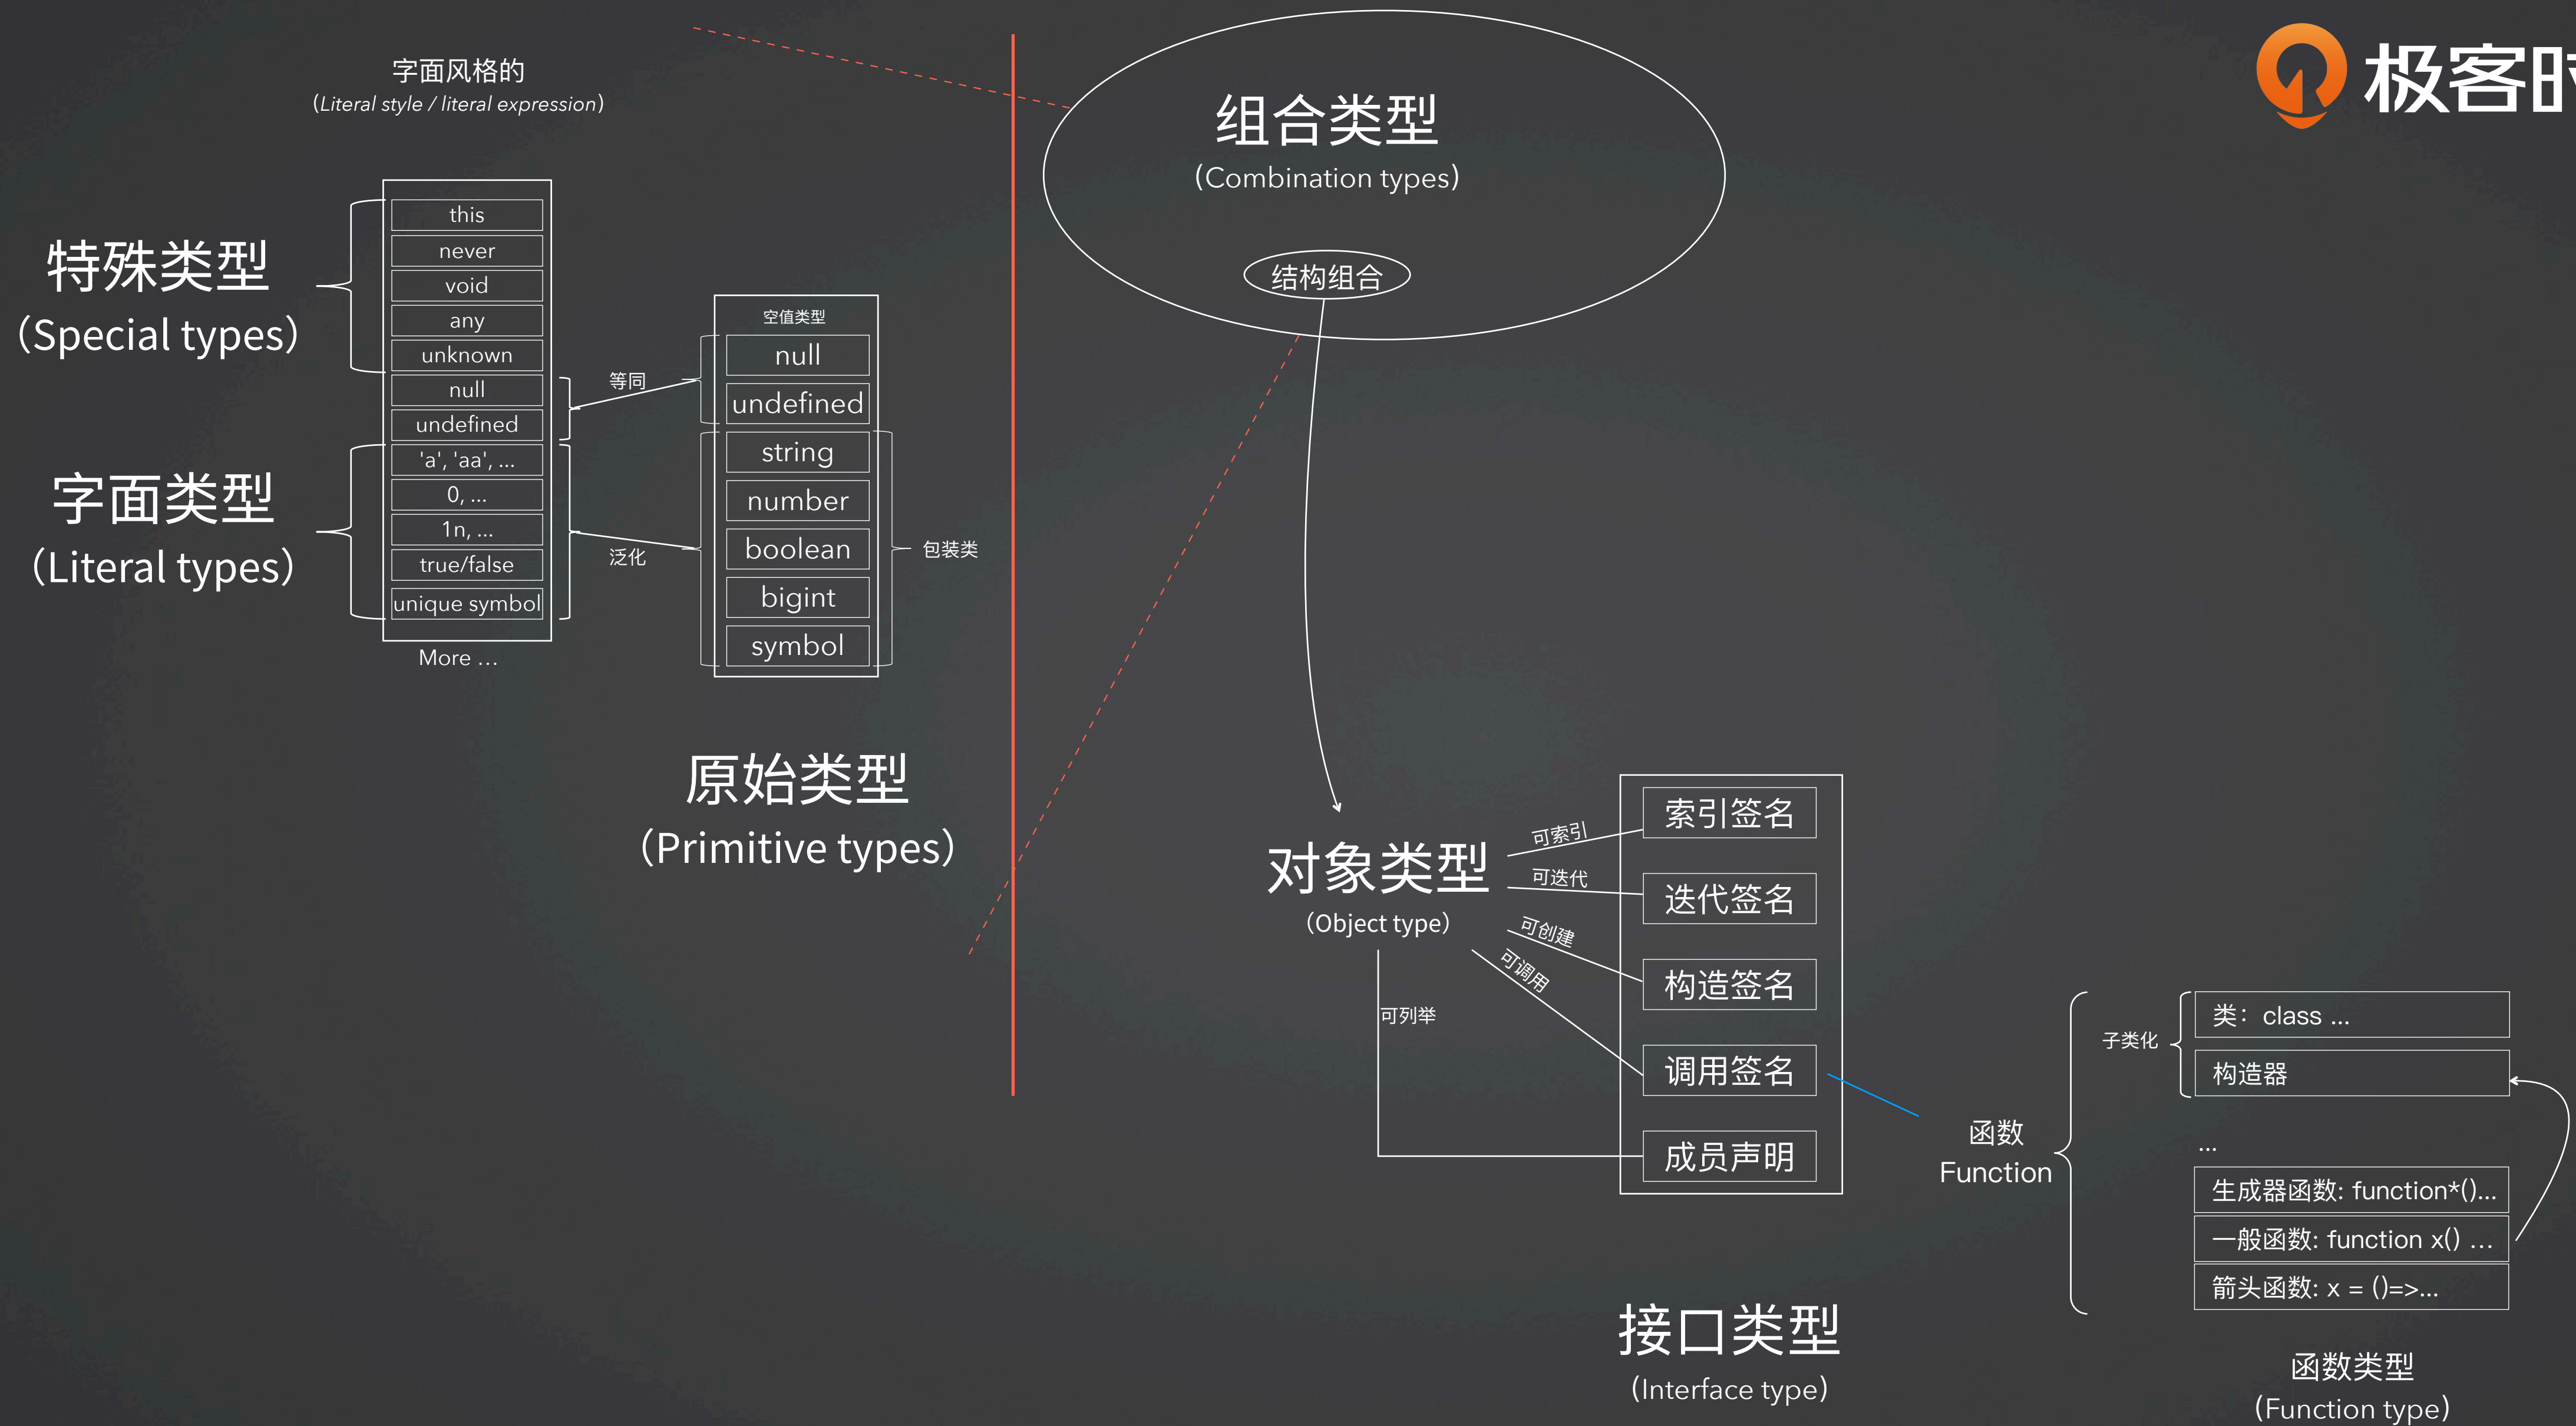 字面风格的
(Literal style / literal expression)
特殊类型
（Special types）
字面类型
（Literal types）
this
never
void
any
unknown
null
undefined
'a', 'aa', ...
0, ...
1n, ...
true/false
unique symbol
More ...
等同
泛化
空值类型
null
undefined
string
number
boolean
bigint
symbol
包装类
原始类型
（Primitive types）
组合类型
（Combination types）
结构组合
极客时
对象类型
（Object type）
可索引
可迭代
可创建
可调用
可列举
索引签名
迭代签名
构造签名
调用签名
成员声明
接口类型
（Interface type）
函数
Function
子类化
类：class ...
构造器
...
生成器函数: function*()...
一般函数: function x() ...
箭头函数: x = ()=>...
函数类型
（Function type）